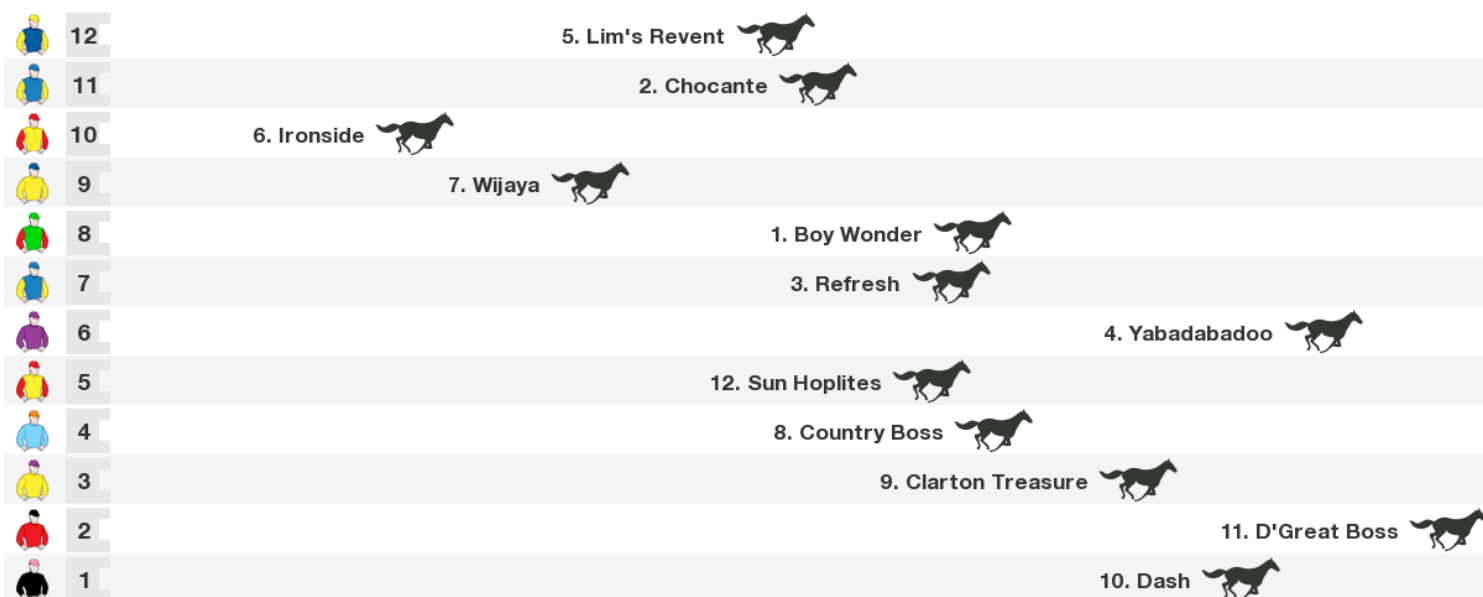 12 5. Lim's Revent
11 2. Chocante
10 6. Ironside
9 7. Wijaya
8 1. Boy Wonder
7 3. Refresh
6 4. Yabadabadoo
5 12. Sun Hoplites
4 8. Country Boss
3 9. Clarton Treasure
2 11. D'Great Boss
1 10. Dash